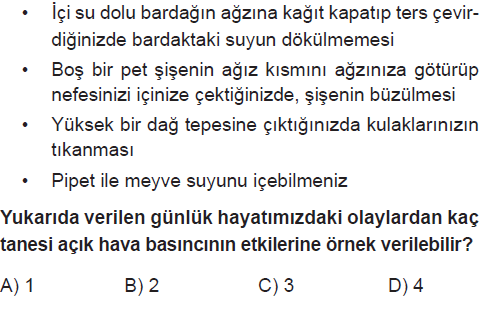 • İçi su dolu bardağın ağzına kağıt kapatıp ters çevir-
diğinizde bardaktaki suyun dökülmemesi
• Boş bir pet şişenin ağız kısmını ağzınıza götürüp
nefesinizi içinize çektiğinizde, şişenin büzülmesi
• Yüksek bir dağ tepesine çıktığınızda kulaklarınızın
tıkanması
• Pipet ile meyve suyunu içebilmeniz
Yukarıda verilen günlük hayatımızdaki olaylardan kaç
tanesi açık hava basıncının etkilerine örnek verilebilir?
A) 1 B) 2 C) 3 D) 4